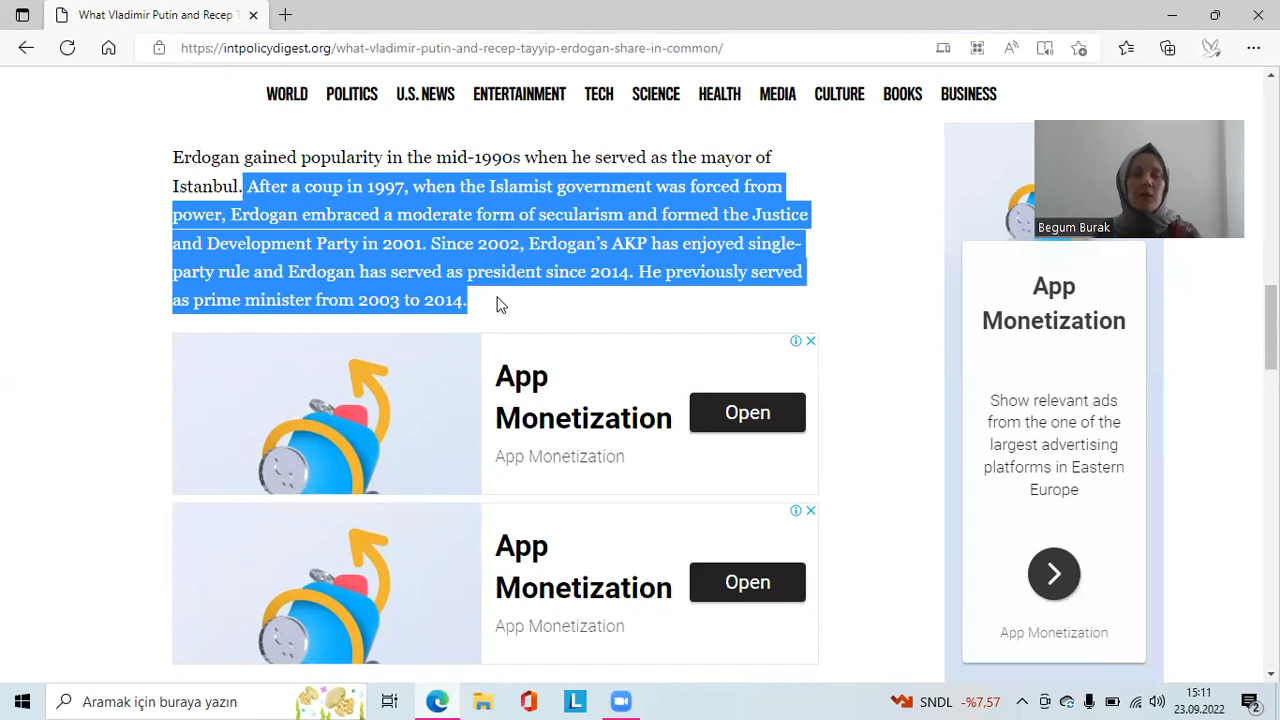 What Vladimir Putin and Recep T
https://intpolicydigest.org/what-vladimir-putin-and-recep-tayyip-erdogan-share-in-common/
WORLD POLITICS U.S. NEWS ENTERTAINMENT TECH SCIENCE HEALTH MEDIA CULTURE BOOKS BUSINESS
Erdogan gained popularity in the mid-1990s when he served as the mayor of
Istanbul. After a coup in 1997, when the Islamist government was forced from
power, Erdogan embraced a moderate form of secularism and formed the Justice
and Development Party in 2001. Since 2002, Erdogan’s AKP has enjoyed single-
party rule and Erdogan has served as president since 2014. He previously served
as prime minister from 2003 to 2014.
App
Monetization
App Monetization
Open
App
Monetization
App Monetization
Open
Begum Burak
App
Monetization
Show relevant ads
from the one of the
largest advertising
platforms in Eastern
Europe
App Monetization
Aramak için buraya yazın
L
SNDL -%7,57
15:11
23.09.2022
2